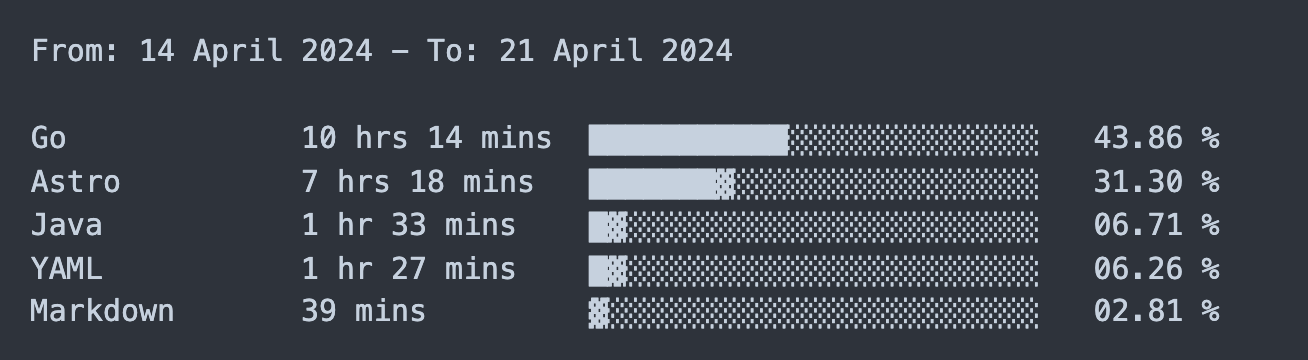 From: 14 April 2024 - To: 21 April 2024
Go 10 hrs 14 mins 43.86 %
Astro 7 hrs 18 mins 31.30 %
Java 1 hr 33 mins 06.71 %
YAML 1 hr 27 mins 06.26 %
Markdown 39 mins 02.81 %